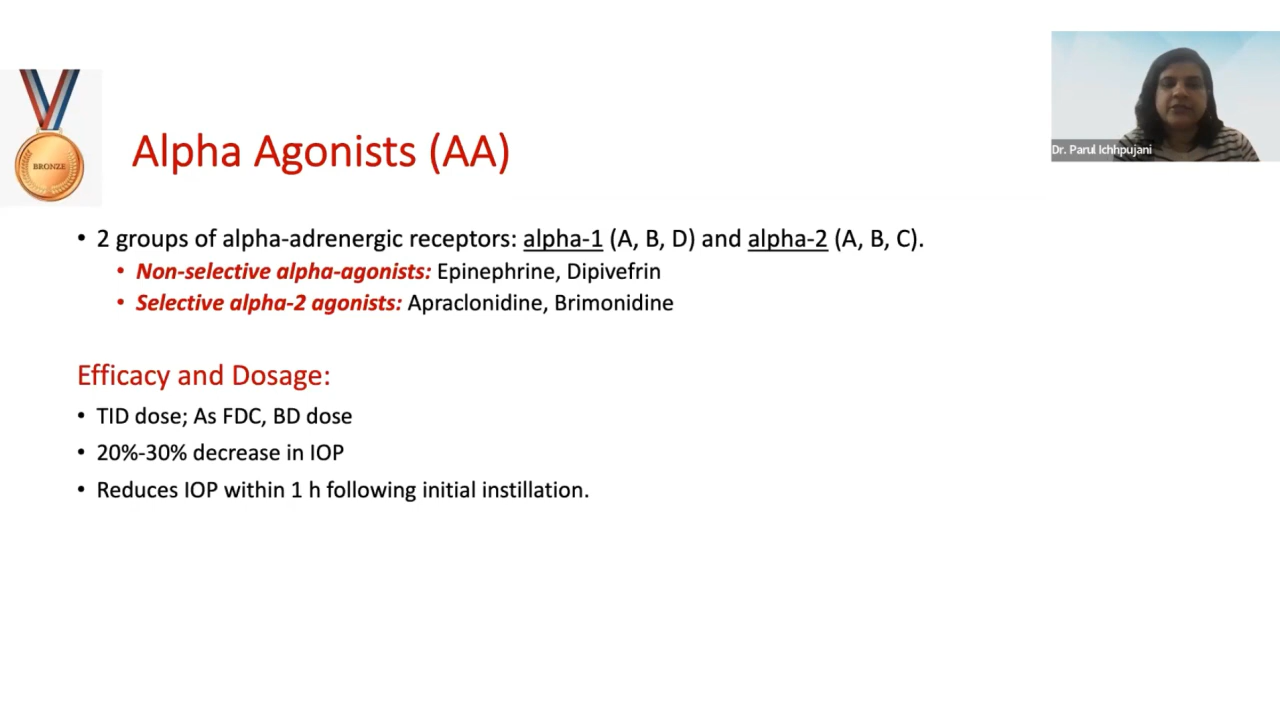 Dr. Parul Ichhpujani
BRONZE
Alpha Agonists (AA)
• 2 groups of alpha-adrenergic receptors: alpha-1 (A, B, D) and alpha-2 (A, B, C).
• Non-selective alpha-agonists: Epinephrine, Dipivefrin
• Selective alpha-2 agonists: Apraclonidine, Brimonidine
Efficacy and Dosage:
• TID dose; As FDC, BD dose
• 20%-30% decrease in IOP
• Reduces IOP within 1 h following initial instillation.